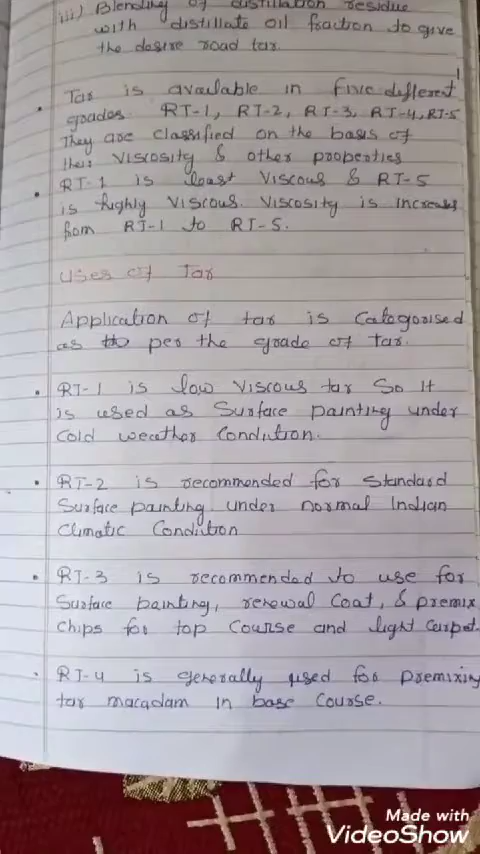 iii) Blending of distillation residue
with distillate oil fraction to give
the desire road tar.
• Tar is available in five different
grades. RT-1, RT-2, RT-3, RT-4, RT-5
They are classified on the basis of
their Viscosity & other properties
• RT-1 is least Viscous & RT-5
is highly Viscous. Viscosity is increases
from RT-1 to RT-5.
Uses of Tar
Application of tar is Categorised
as per the grade of tar.
• RT-1 is low Viscous tar So It
is used as Surface painting under
Cold weather Condition.
• RT-2 is recommended for Standard
Surface painting under normal Indian
Climatic Condition
• RT-3 is recommended to use for
Surface painting, renewal Coat, & premix
Chips for top Course and light Carpet
• RT-4 is generally used for premixing
tar macadam in base Course.
Made with
VideoShow